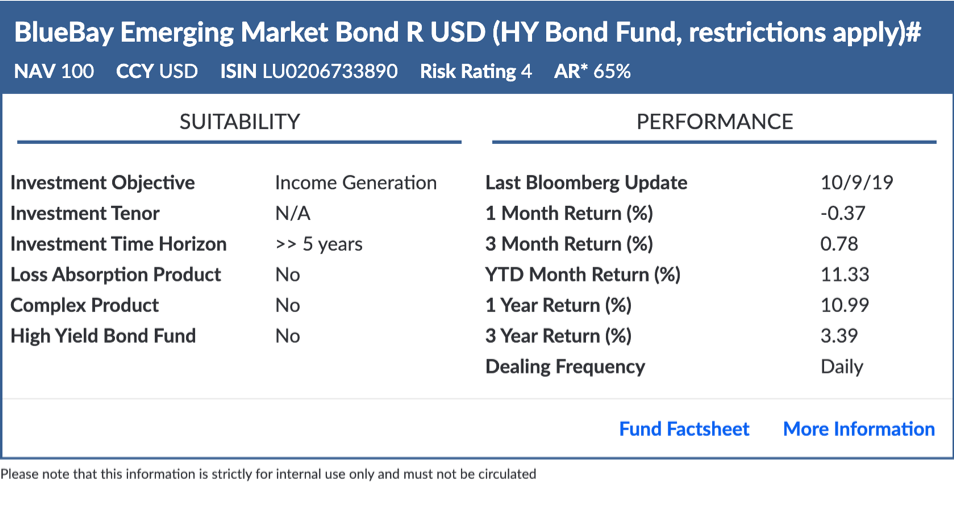 BlueBay Emerging Market Bond R USD (HY Bond Fund, restrictions apply)#
NAV 100 CCY USD ISIN LU0206733890 Risk Rating 4 AR* 65%
SUITABILITY
Investment Objective Income Generation
Investment Tenor N/A
Investment Time Horizon >> 5 years
Loss Absorption Product No
Complex Product No
High Yield Bond Fund No
PERFORMANCE
Last Bloomberg Update 10/9/19
1 Month Return (%) -0.37
3 Month Return (%) 0.78
YTD Month Return (%) 11.33
1 Year Return (%) 10.99
3 Year Return (%) 3.39
Dealing Frequency Daily
Fund Factsheet More Information
Please note that this information is strictly for internal use only and must not be circulated